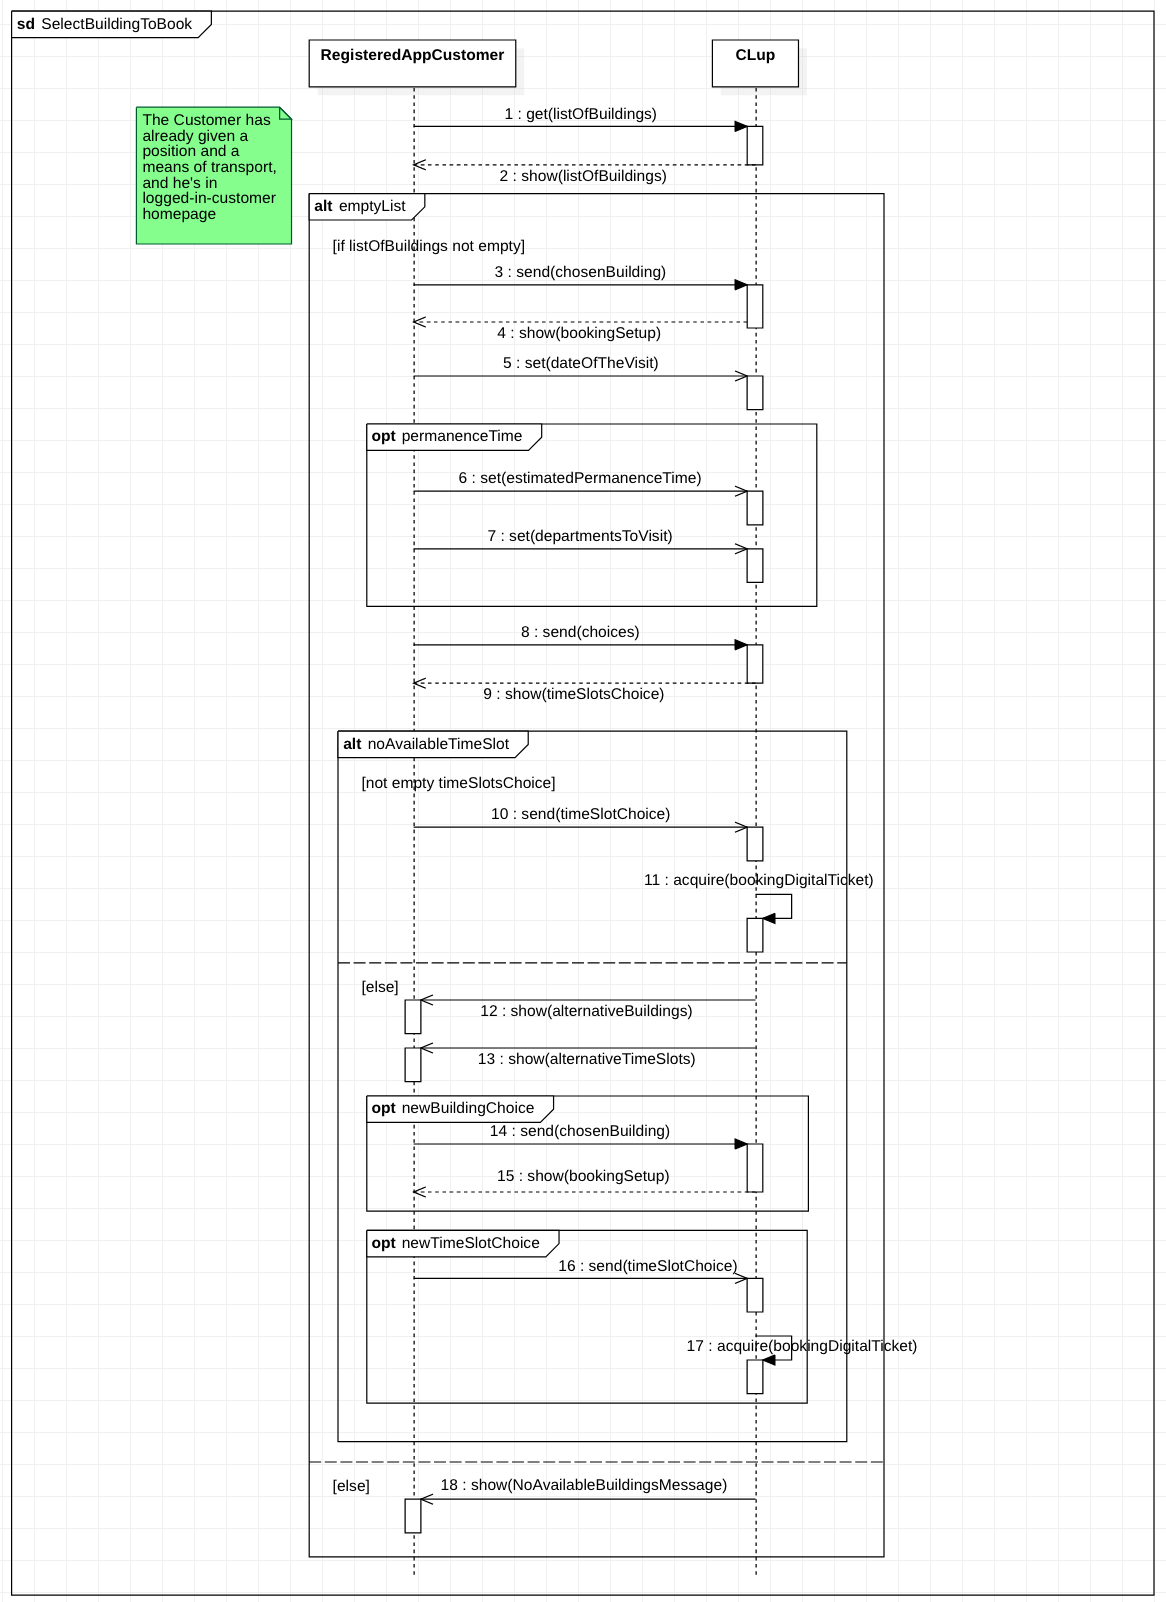 sd SelectBuildingToBook
RegisteredAppCustomer
CLup
The Customer has
already given a
position and a
means of transport,
and he's in
logged-in-customer
homepage
1 : get(listOfBuildings)
2 : show(listOfBuildings)
alt emptyList
[if listOfBuildings not empty]
3 : send(chosenBuilding)
4 : show(bookingSetup)
5 : set(dateOfTheVisit)
opt permanenceTime
6 : set(estimatedPermanenceTime)
7 : set(departmentsToVisit)
8 : send(choices)
9 : show(timeSlotsChoice)
alt noAvailableTimeSlot
[not empty timeSlotsChoice]
10 : send(timeSlotChoice)
11 : acquire(bookingDigitalTicket)
[else]
12 : show(alternativeBuildings)
13 : show(alternativeTimeSlots)
opt newBuildingChoice
14 : send(chosenBuilding)
15 : show(bookingSetup)
opt newTimeSlotChoice
16 : send(timeSlotChoice)
17 : acquire(bookingDigitalTicket)
[else]
18 : show(NoAvailableBuildingsMessage)